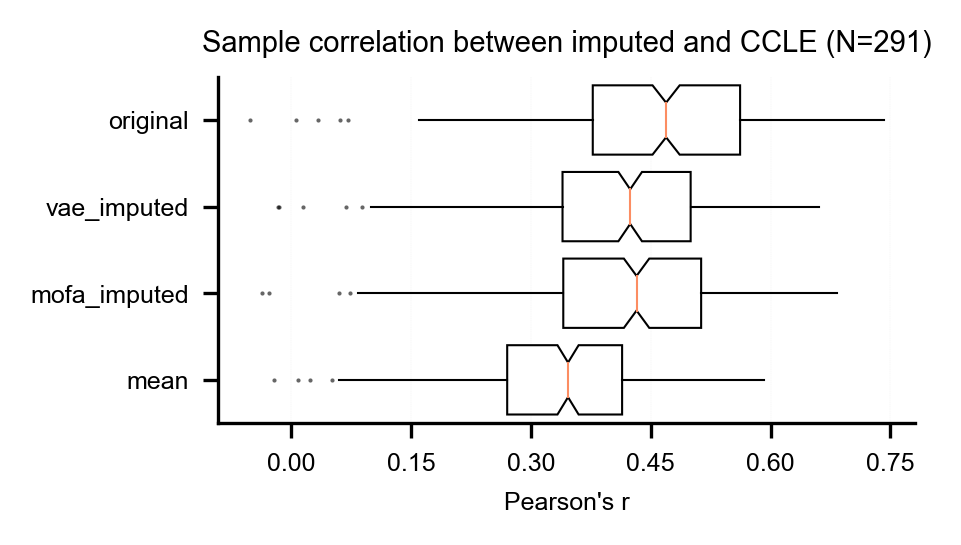 Sample correlation between imputed and CCLE (N=291)
original
vae_imputed
mofa_imputed
mean
0.00 0.15 0.30 0.45 0.60 0.75
Pearson's r